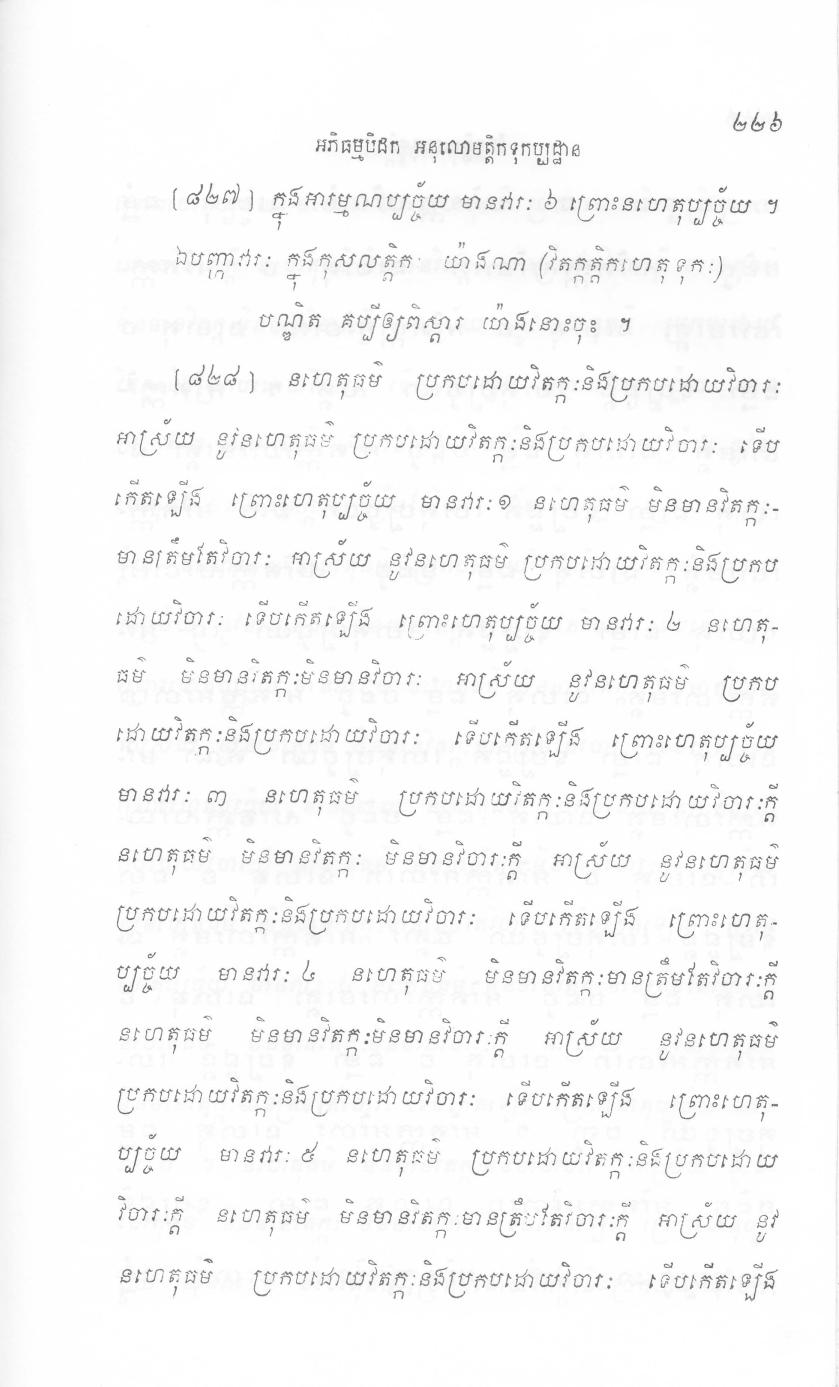 ២២៦
អភិធម្មបិដក អនុលោមត្តិកទុកប្បដ្ឋាន
[៨២៧] ក្នុងអារម្មណប្បច្ច័យ មានវារៈ ៦ ព្រោះនហេតុប្បច្ច័យ ។
ឯបញ្ហាវារៈ ក្នុងកុសលត្តិកៈ យ៉ាងណា (វិតក្កត្តិកហេតុទុកៈ)
បណ្ឌិត គប្បីឲ្យពិស្តារ យ៉ាងនោះចុះ ។
[៨២៨] នហេតុធម៌ ប្រកបដោយវិតក្កៈនិងប្រកបដោយវិចារៈ
អាស្រ័យ នូវនហេតុធម៌ ប្រកបដោយវិតក្កៈនិងប្រកបដោយវិចារៈ ទើប
កើតឡើង ព្រោះហេតុប្បច្ច័យ មានវារៈ ១ នហេតុធម៌ មិនមានវិតក្កៈ-
មានត្រឹមតែវិចារៈ អាស្រ័យ នូវនហេតុធម៌ ប្រកបដោយវិតក្កៈនិងប្រកប
ដោយវិចារៈ ទើបកើតឡើង ព្រោះហេតុប្បច្ច័យ មានវារៈ ២ នហេតុ-
ធម៌ មិនមានវិតក្កៈមិនមានវិចារៈ អាស្រ័យ នូវនហេតុធម៌ ប្រកប
ដោយវិតក្កៈនិងប្រកបដោយវិចារៈ ទើបកើតឡើង ព្រោះហេតុប្បច្ច័យ
មានវារៈ ៣ នហេតុធម៌ ប្រកបដោយវិតក្កៈនិងប្រកបដោយវិចារៈក្តី
នហេតុធម៌ មិនមានវិតក្កៈ មិនមានវិចារៈក្តី អាស្រ័យ នូវនហេតុធម៌
ប្រកបដោយវិតក្កៈនិងប្រកបដោយវិចារៈ ទើបកើតឡើង ព្រោះហេតុ-
ប្បច្ច័យ មានវារៈ ៤ នហេតុធម៌ មិនមានវិតក្កៈមានត្រឹមតែវិចារៈក្តី
នហេតុធម៌ មិនមានវិតក្កៈមិនមានវិចារៈក្តី អាស្រ័យ នូវនហេតុធម៌
ប្រកបដោយវិតក្កៈនិងប្រកបដោយវិចារៈ ទើបកើតឡើង ព្រោះហេតុ-
ប្បច្ច័យ មានវារៈ ៥ នហេតុធម៌ ប្រកបដោយវិតក្កៈនិងប្រកបដោយ
វិចារៈក្តី នហេតុធម៌ មិនមានវិតក្កៈមានត្រឹមតែវិចារៈក្តី អាស្រ័យ នូវ
នហេតុធម៌ ប្រកបដោយវិតក្កៈនិងប្រកបដោយវិចារៈ ទើបកើតឡើង